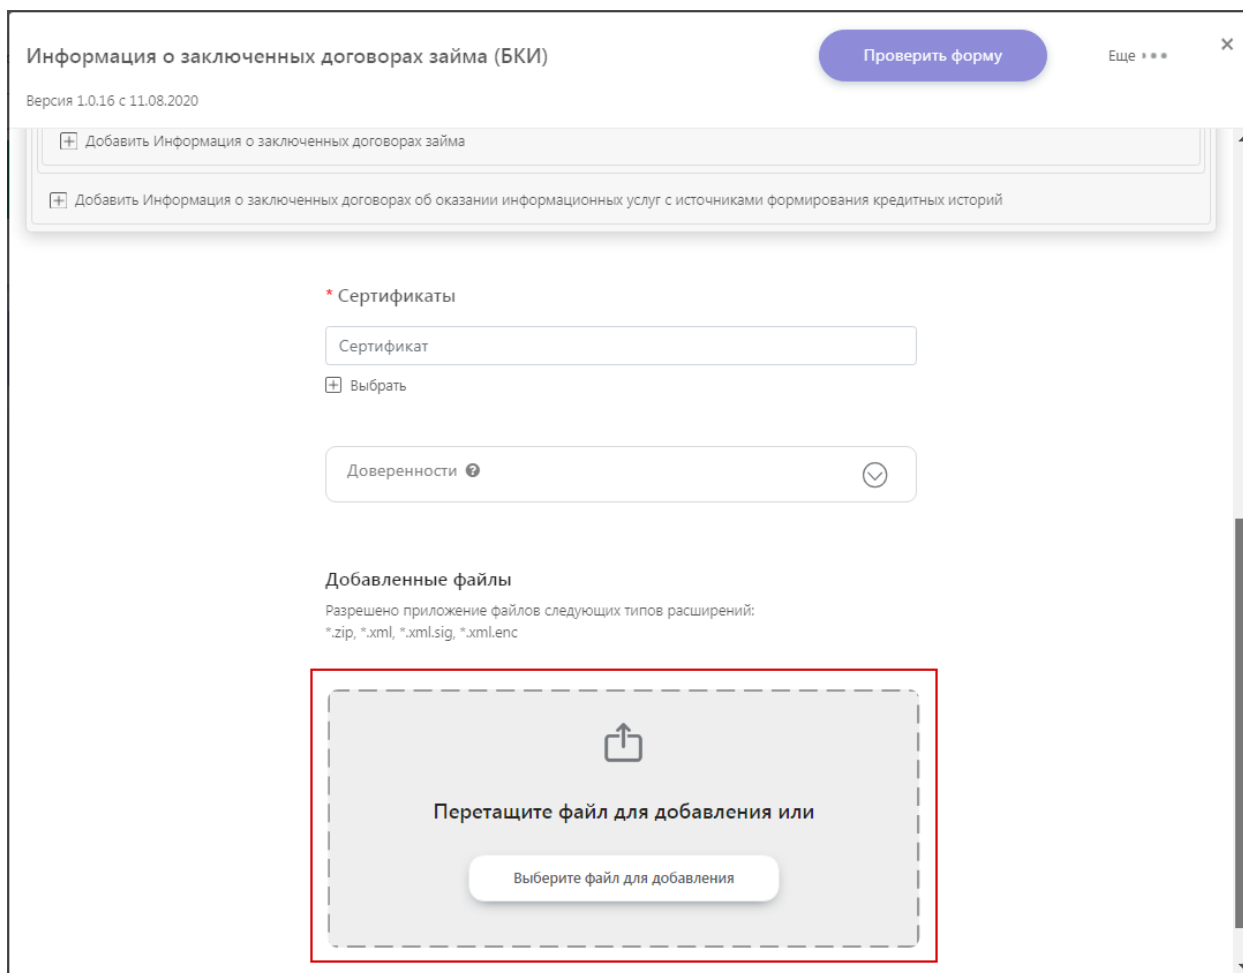 Информация о заключенных договорах займа (БКИ)
Проверить форму
Еще
Версия 1.0.16 с 11.08.2020
Добавить Информация о заключенных договорах займа
Добавить Информация о заключенных договорах об оказании информационных услуг с источниками формирования кредитных историй
* Сертификаты
Сертификат
Выбрать
Доверенности
Добавленные файлы
Разрешено приложение файлов следующих типов расширений:
*.zip, *.xml, *.xml.sig, *.xml.enc
Перетащите файл для добавления или
Выберите файл для добавления